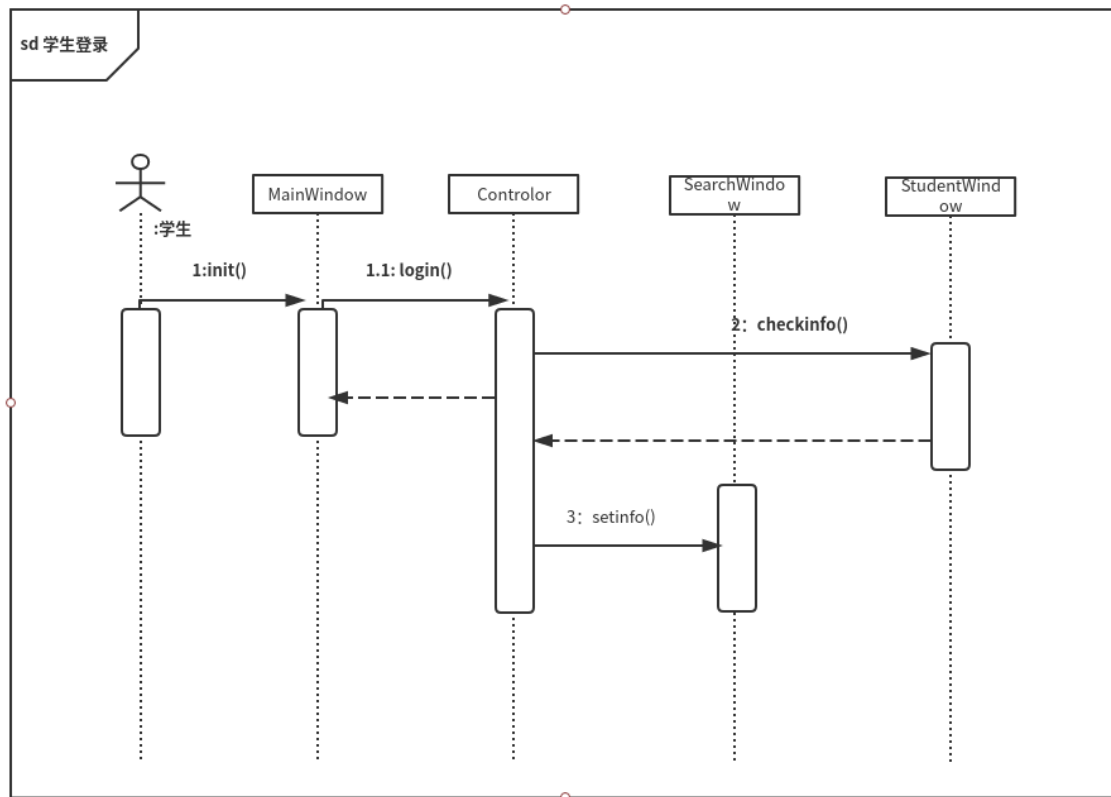 sd 学生登录
:学生
MainWindow
Controlor
SearchWindo
w
StudentWind
ow
1:init()
1.1: login()
2：checkinfo()
3：setinfo()